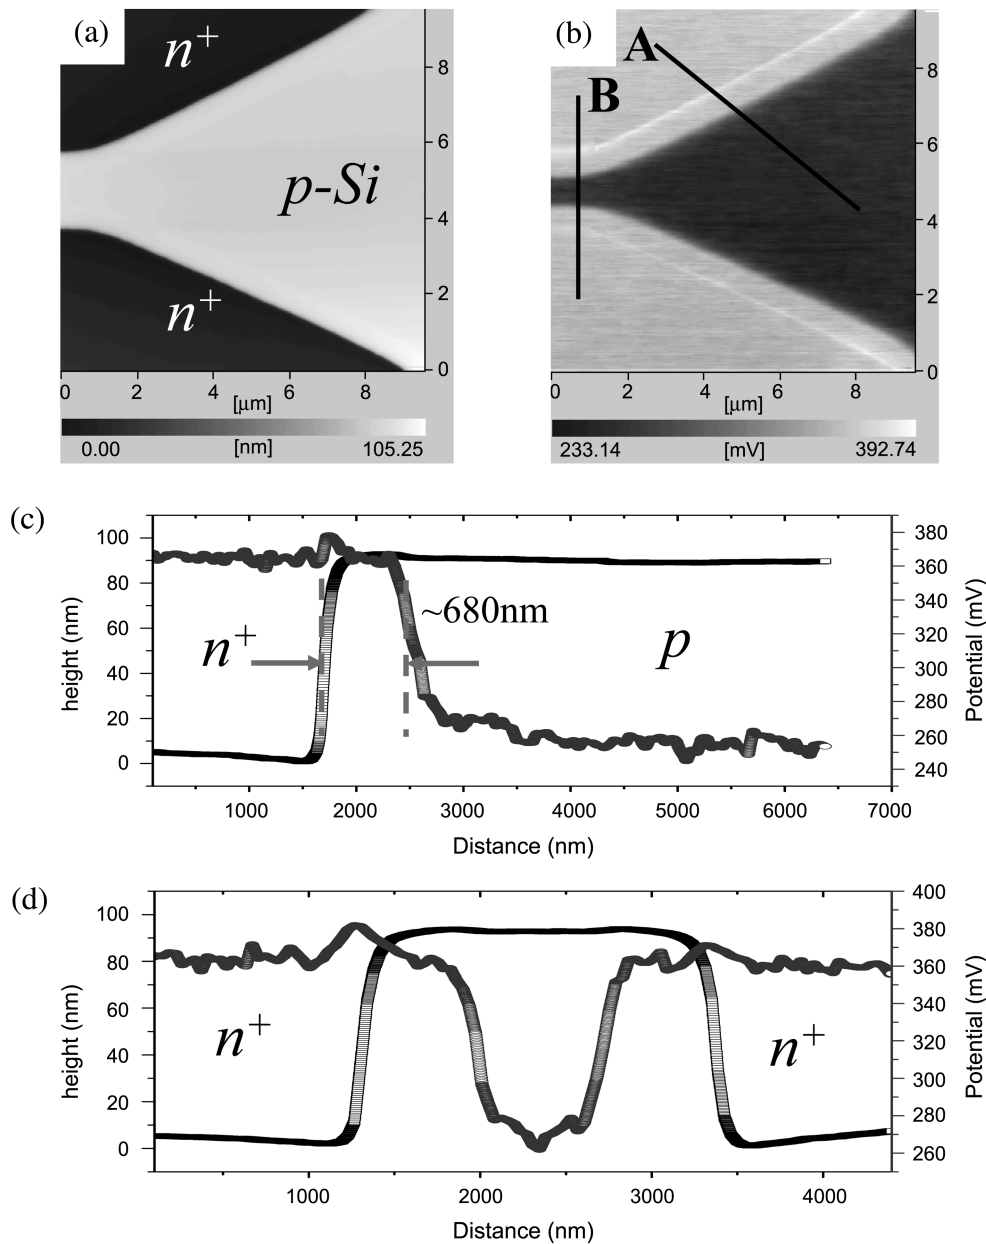 (a)
n+
p-Si
n+
8
6
4
2
0
0 2 4 6 8
[μm]
0.00 [nm] 105.25
(b)
A
B
8
6
4
2
0
0 2 4 6 8
[μm]
233.14 [mV] 392.74
(c)
height (nm)
100
80
60
40
20
0
n+
~680nm
p
380
360
340
320
300
280
260
240
Potential (mV)
1000 2000 3000 4000 5000 6000 7000
Distance (nm)
(d)
height (nm)
100
80
60
40
20
0
n+
n+
400
380
360
340
320
300
280
260
Potential (mV)
1000 2000 3000 4000
Distance (nm)